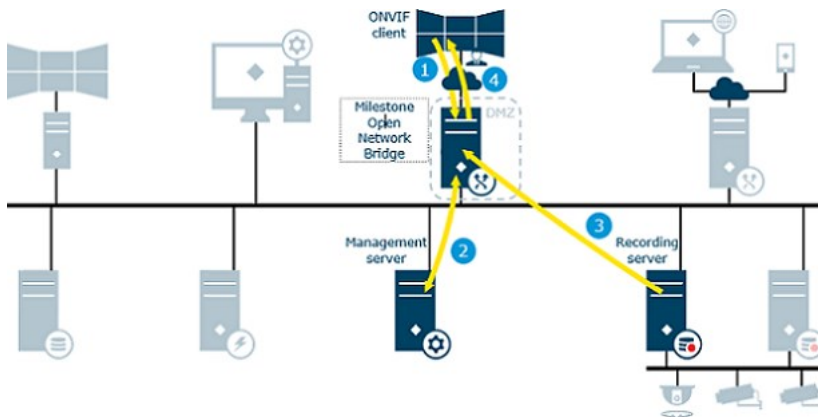 ONVIF
client
1
4
Milestone
Open
Network
Bridge
DMZ
Management
server
2
3
Recording
server